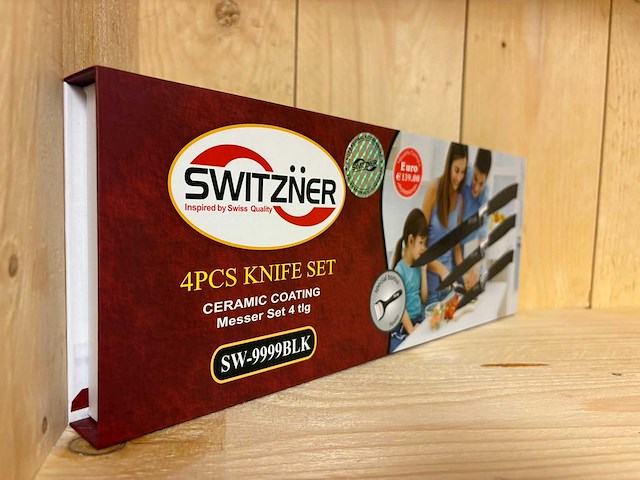 SWITZNER
Inspired by Swiss Quality
4PCS KNIFE SET
CERAMIC COATING
Messer Set 4 tlg
SW-9999BLK
Euro
€139.00